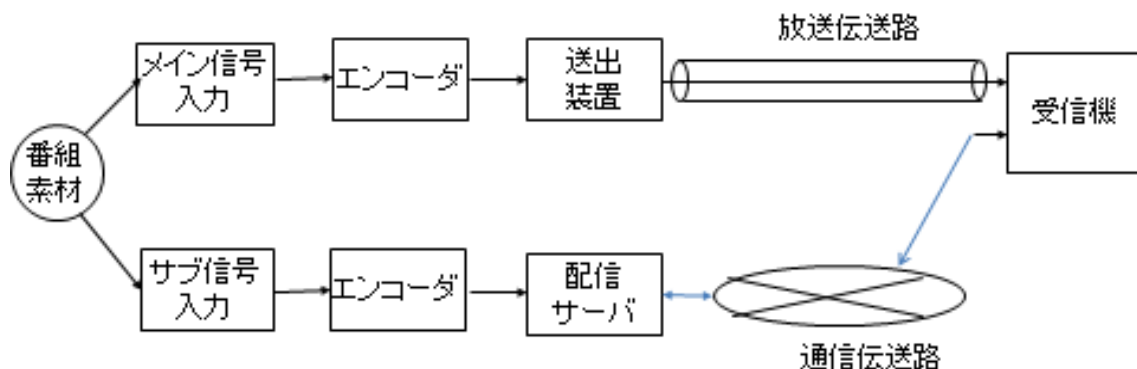 放送伝送路
メイン信号
入力
エンコーダ
送出
装置
受信機
番組
素材
サブ信号
入力
エンコーダ
配信
サーバ
通信伝送路